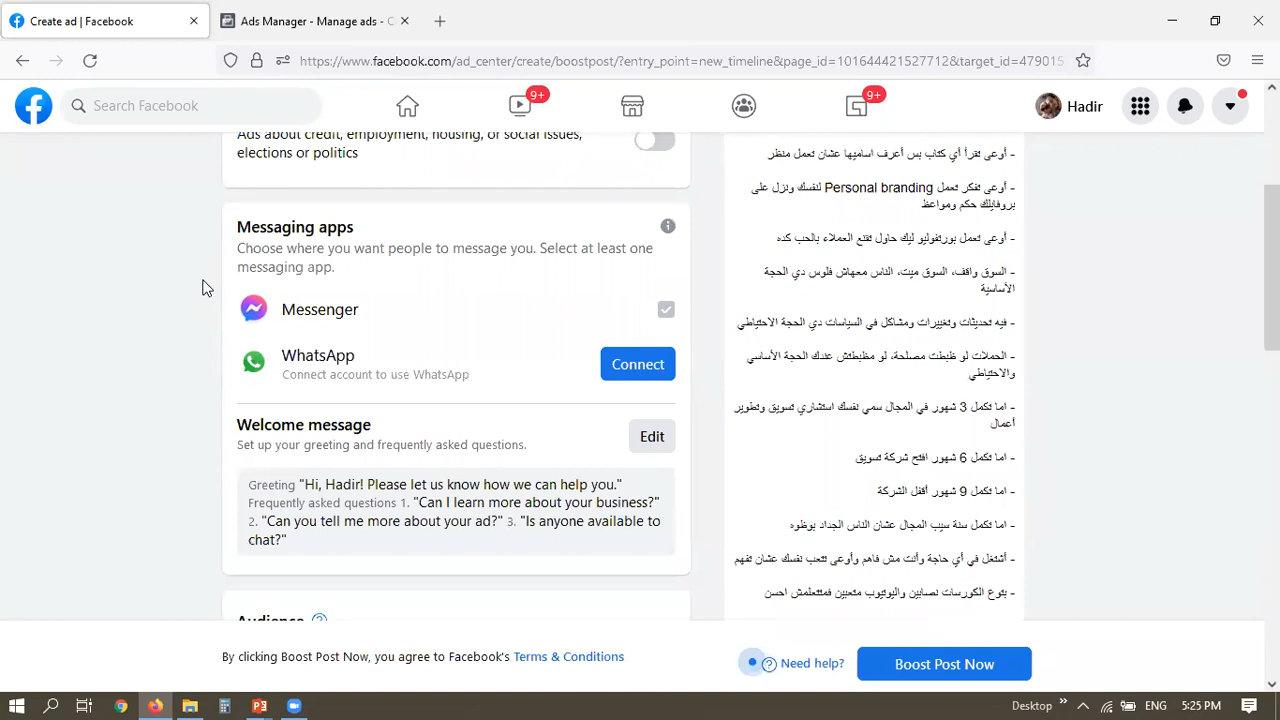 Create ad | Facebook
Ads Manager - Manage ads - C
https://www.facebook.com/ad_center/create/boostpost/?entry_point=new_timeline&page_id=101644421527712&target_id=479015
Search Facebook
9+
9+
Hadir
Ads about credit, employment, housing, or social issues,
elections or politics
Messaging apps
Choose where you want people to message you. Select at least one
messaging app.
Messenger
WhatsApp
Connect account to use WhatsApp
Connect
Welcome message
Set up your greeting and frequently asked questions.
Edit
Greeting "Hi, Hadir! Please let us know how we can help you."
Frequently asked questions 1. "Can I learn more about your business?"
2. "Can you tell me more about your ad?" 3. "Is anyone available to
chat?"
Audience
- أوعى تقرأ أي كتاب بس أعرف اساميها عشان تعمل منظر
- أوعى تفكر تعمل Personal branding لنفسك ونزل على
بروفايلك حكم ومواعظ
- أوعى تعمل بورتفوليو ليك حاول تقنع العملاء بالحب كده
- السوق واقف، السوق ميت، الناس معهاش فلوس دي الحجة
الأساسية
- فيه تحديثات وتغييرات ومشاكل في السياسات دي الحجة الاحتياطي
- الحملات لو ظبطت مصلحة، لو مظبطتش عندك الحجة الأساسي
والاحتياطي
- اما تكمل 3 شهور في المجال سمي نفسك استشاري تسويق وتطوير
أعمال
- اما تكمل 6 شهور افتح شركة تسويق
- اما تكمل 9 شهور أقفل الشركة
- اما تكمل سنة سيب المجال عشان الناس الجداد بوظوه
- أشتغل في أي حاجة وأنت مش فاهم وأوعى تتعب نفسك عشان تفهم
- بتوع الكورسات نصابين واليوتيوب متعبين فمتتعلمش احسن
By clicking Boost Post Now, you agree to Facebook's Terms & Conditions
Need help?
Boost Post Now
Desktop
ENG
5:25 PM